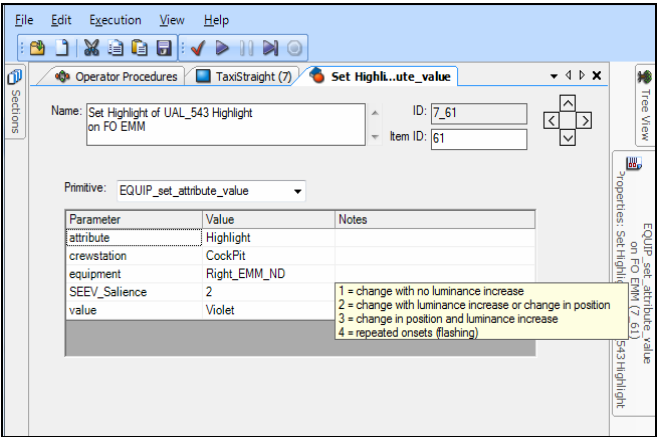 File Edit Execution View Help
Operator Procedures TaxiStraight (7) Set Highli...ute_value
Sections
Tree View
Name: Set Highlight of UAL_543 Highlight
on FO EMM
ID: 7_61
Item ID: 61
Primitive: EQUIP_set_attribute_value
Parameter Value Notes
attribute Highlight
crewstation CockPit
equipment Right_EMM_ND
SEEV_Salience 2
value Violet
1 = change with no luminance increase
2 = change with luminance increase or change in position
3 = change in position and luminance increase
4 = repeated onsets (flashing)
EQUIP_set_attribute_value
on FO EMM (7_61)
Properties: Set Highli 543 Highlight